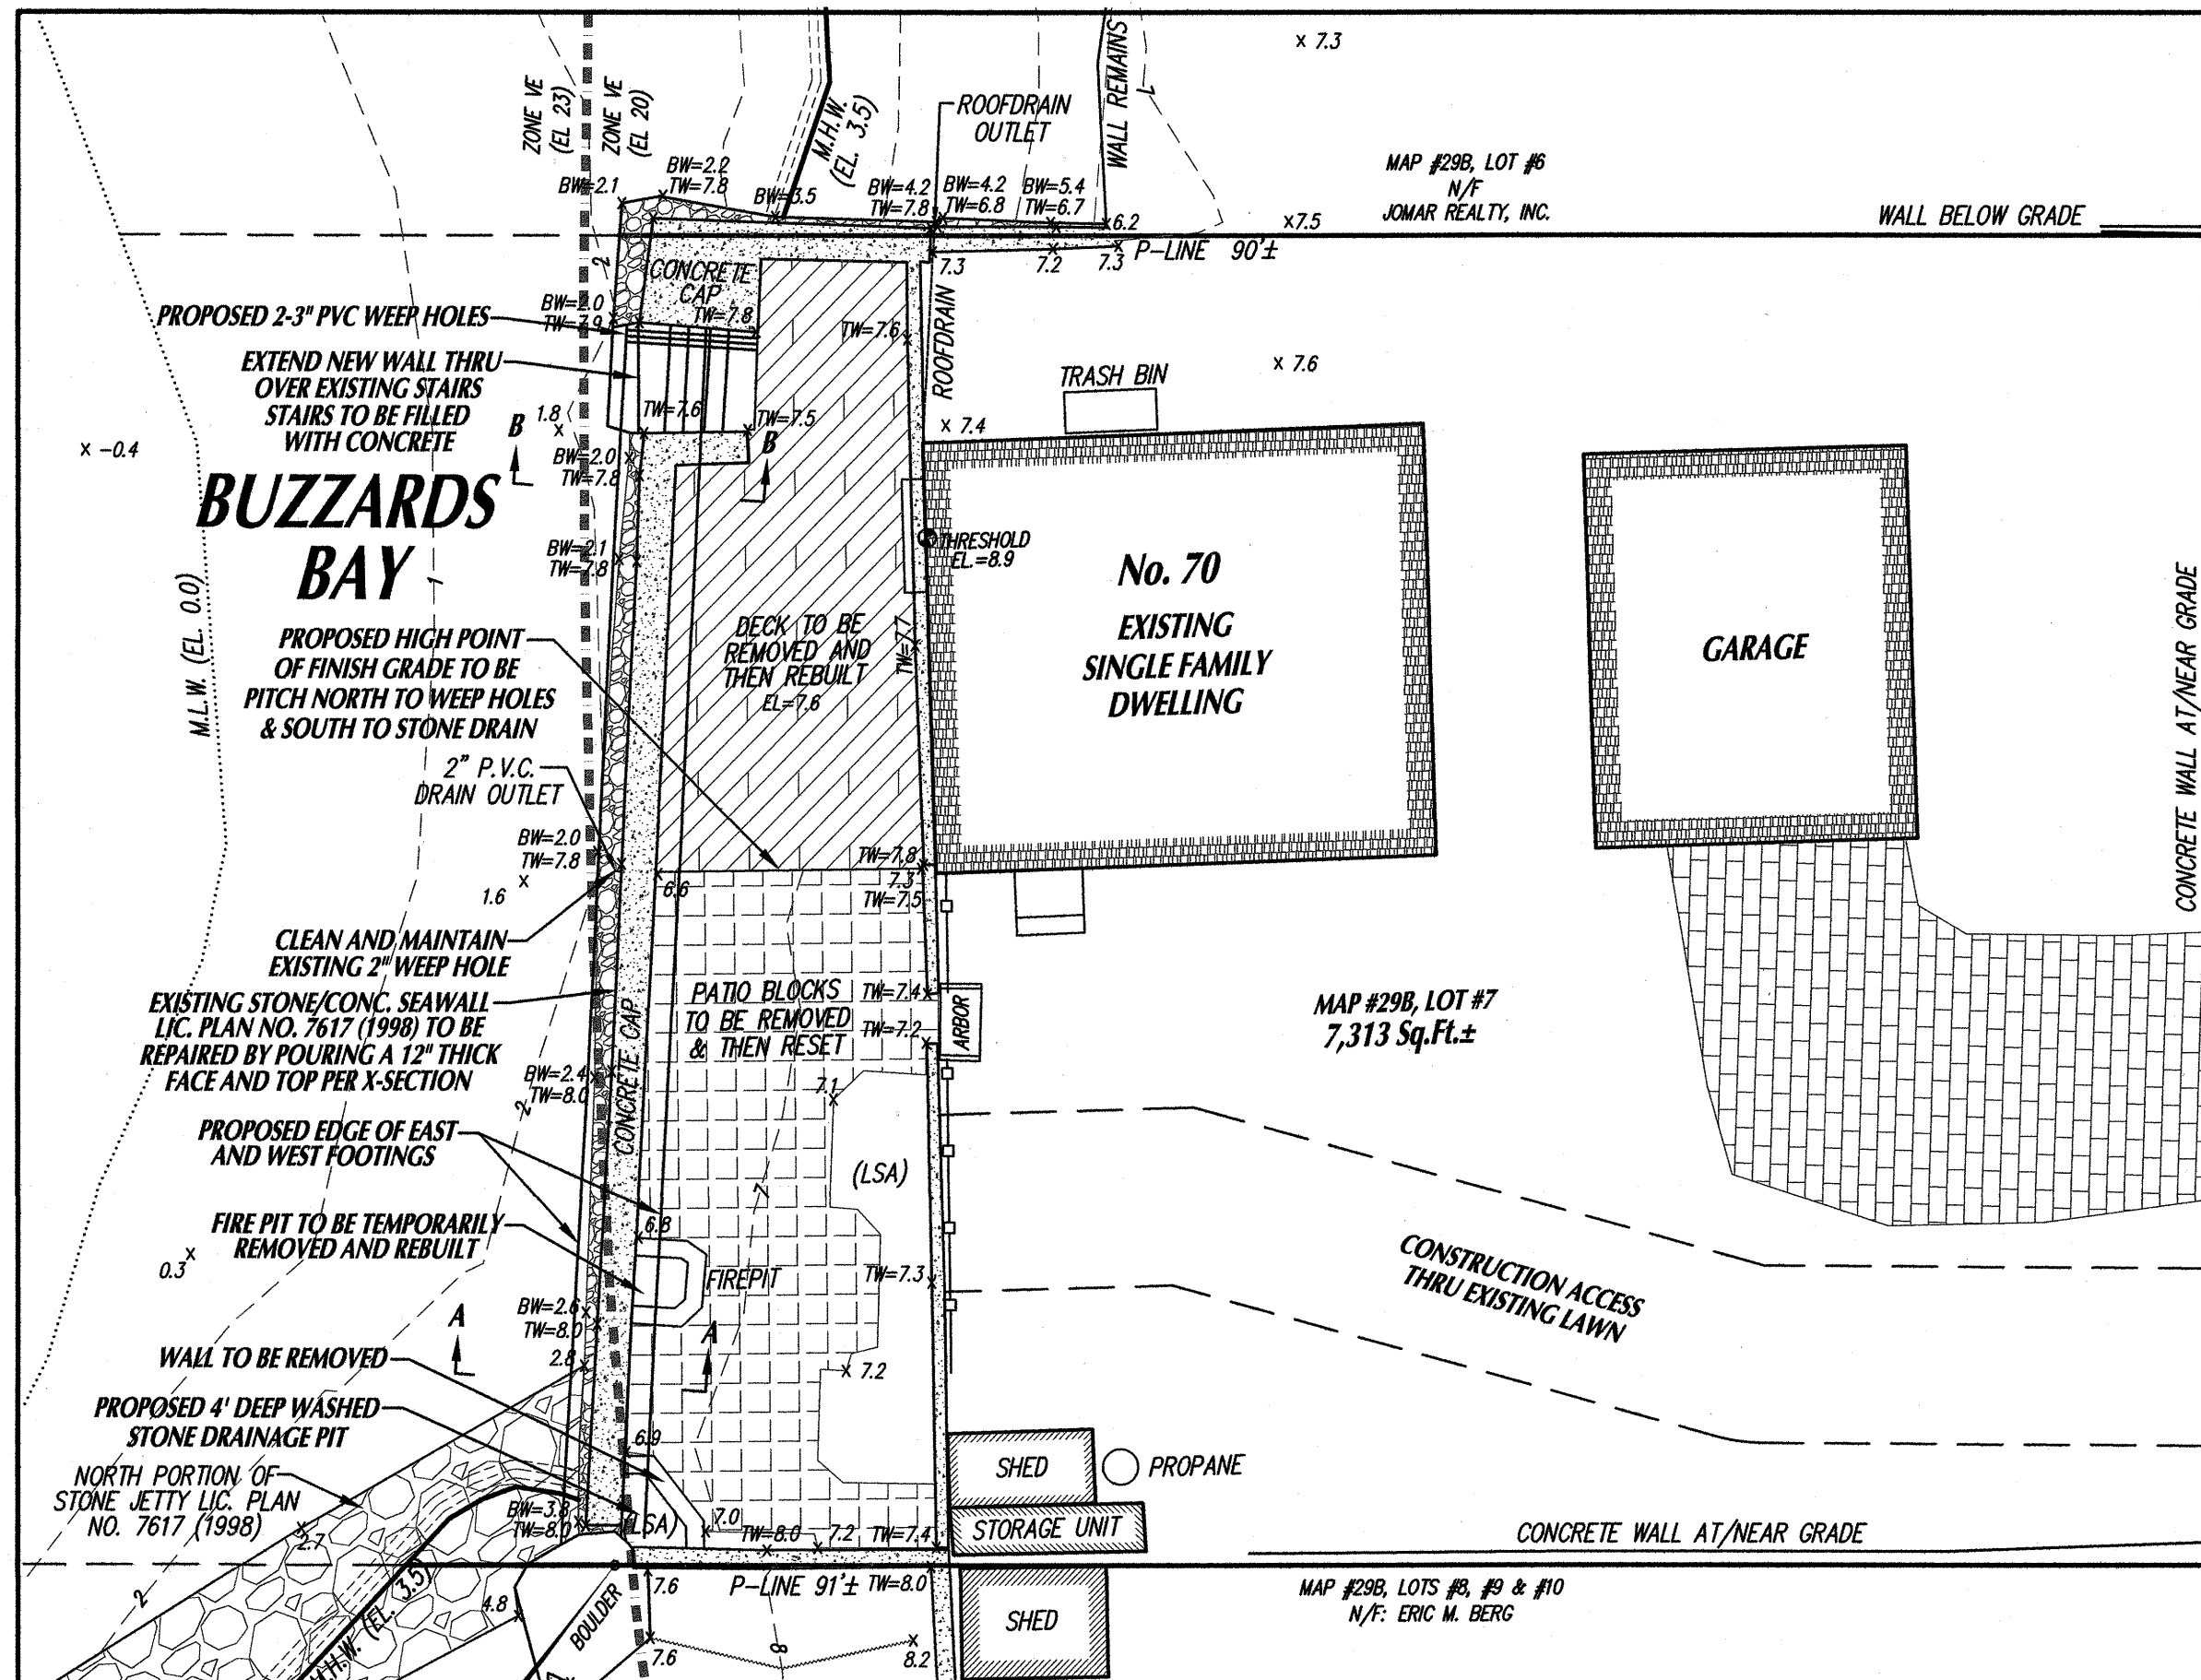 x 7.3
ZONE VE
(EL 23)
ZONE VE
(EL 20)
M.H.W.
(EL. 3.5)
ROOFDRAIN
OUTLET
WALL REMAINS
7
MAP #29B, LOT #6
N/F
JOMAR REALTY, INC.
x7.5
WALL BELOW GRADE
BW=2.1
BW=2.2
TW=7.8
BW=3.5
BW=4.2
TW=7.8
BW=4.2
TW=6.8
BW=5.4
TW=6.7
6.2
7.3
7.2
7.3
P-LINE 90'±
2
CONCRETE
CAP
TW=7.8
BW=2.0
TW=7.9
PROPOSED 2-3" PVC WEEP HOLES
TW=7.6
ROOFDRAIN
EXTEND NEW WALL THRU
OVER EXISTING STAIRS
STAIRS TO BE FILLED
WITH CONCRETE
TRASH BIN
x 7.6
1.8
x
B
TW=7.6
TW=7.5
B
x 7.4
x -0.4
BW=2.0
TW=7.8
BUZZARDS
BAY
BW=2.1
TW=7.8
THRESHOLD
EL.=8.9
No. 70
EXISTING
SINGLE FAMILY
DWELLING
GARAGE
CONCRETE WALL AT/NEAR GRADE
M.L.W. (EL. 0.0)
1
PROPOSED HIGH POINT
OF FINISH GRADE TO BE
PITCH NORTH TO WEEP HOLES
& SOUTH TO STONE DRAIN
DECK TO BE
REMOVED AND
THEN REBUILT
EL=7.6
TW=7.7
2" P.V.C.
DRAIN OUTLET
BW=2.0
TW=7.8
1.6
x
6.6
TW=7.8
7.3
TW=7.5
CLEAN AND MAINTAIN
EXISTING 2" WEEP HOLE
EXISTING STONE/CONC. SEAWALL
LIC. PLAN NO. 7617 (1998) TO BE
REPAIRED BY POURING A 12" THICK
FACE AND TOP PER X-SECTION
PATIO BLOCKS
TO BE REMOVED
& THEN RESET
TW=7.4
TW=7.2
ARBOR
MAP #29B, LOT #7
7,313 Sq.Ft.±
BW=2.4
TW=8.0
2
CONCRETE CAP
7.1
PROPOSED EDGE OF EAST
AND WEST FOOTINGS
(LSA)
7
FIRE PIT TO BE TEMPORARILY
REMOVED AND REBUILT
6.8
FIREPIT
TW=7.3
0.3
x
CONSTRUCTION ACCESS
THRU EXISTING LAWN
BW=2.6
TW=8.0
A
A
WALL TO BE REMOVED
2.8
x 7.2
PROPOSED 4' DEEP WASHED
STONE DRAINAGE PIT
6.9
NORTH PORTION OF
STONE JETTY LIC. PLAN
NO. 7617 (1998)
2.7
BW=3.8
TW=8.0
(LSA)
7.0
TW=8.0
7.2
TW=7.4
SHED
PROPANE
STORAGE UNIT
CONCRETE WALL AT/NEAR GRADE
7.6
P-LINE 91'±
TW=8.0
MAP #29B, LOTS #8, #9 & #10
N/F: ERIC M. BERG
2
M.H.W. (EL. 3.5)
4.8
BOULDER
7.6
8
8.2
SHED